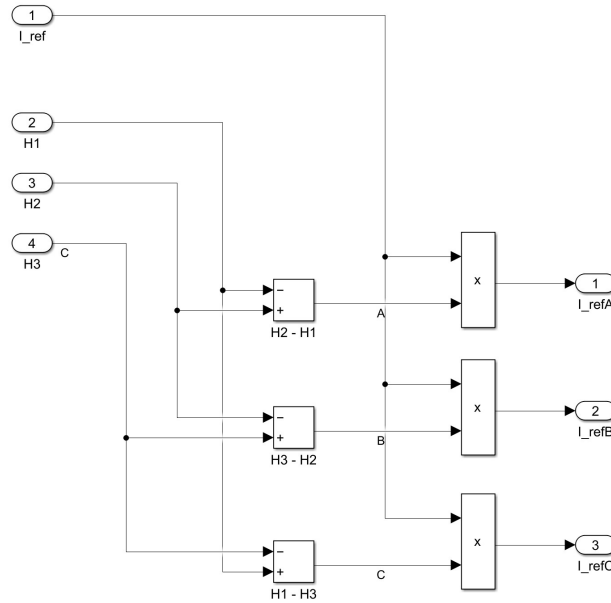 1
I_ref
2
H1
3
H2
4
H3
C
−
+
H2 - H1
A
x
1
I_refA
−
+
H3 - H2
B
x
2
I_refB
−
+
H1 - H3
C
x
3
I_refC